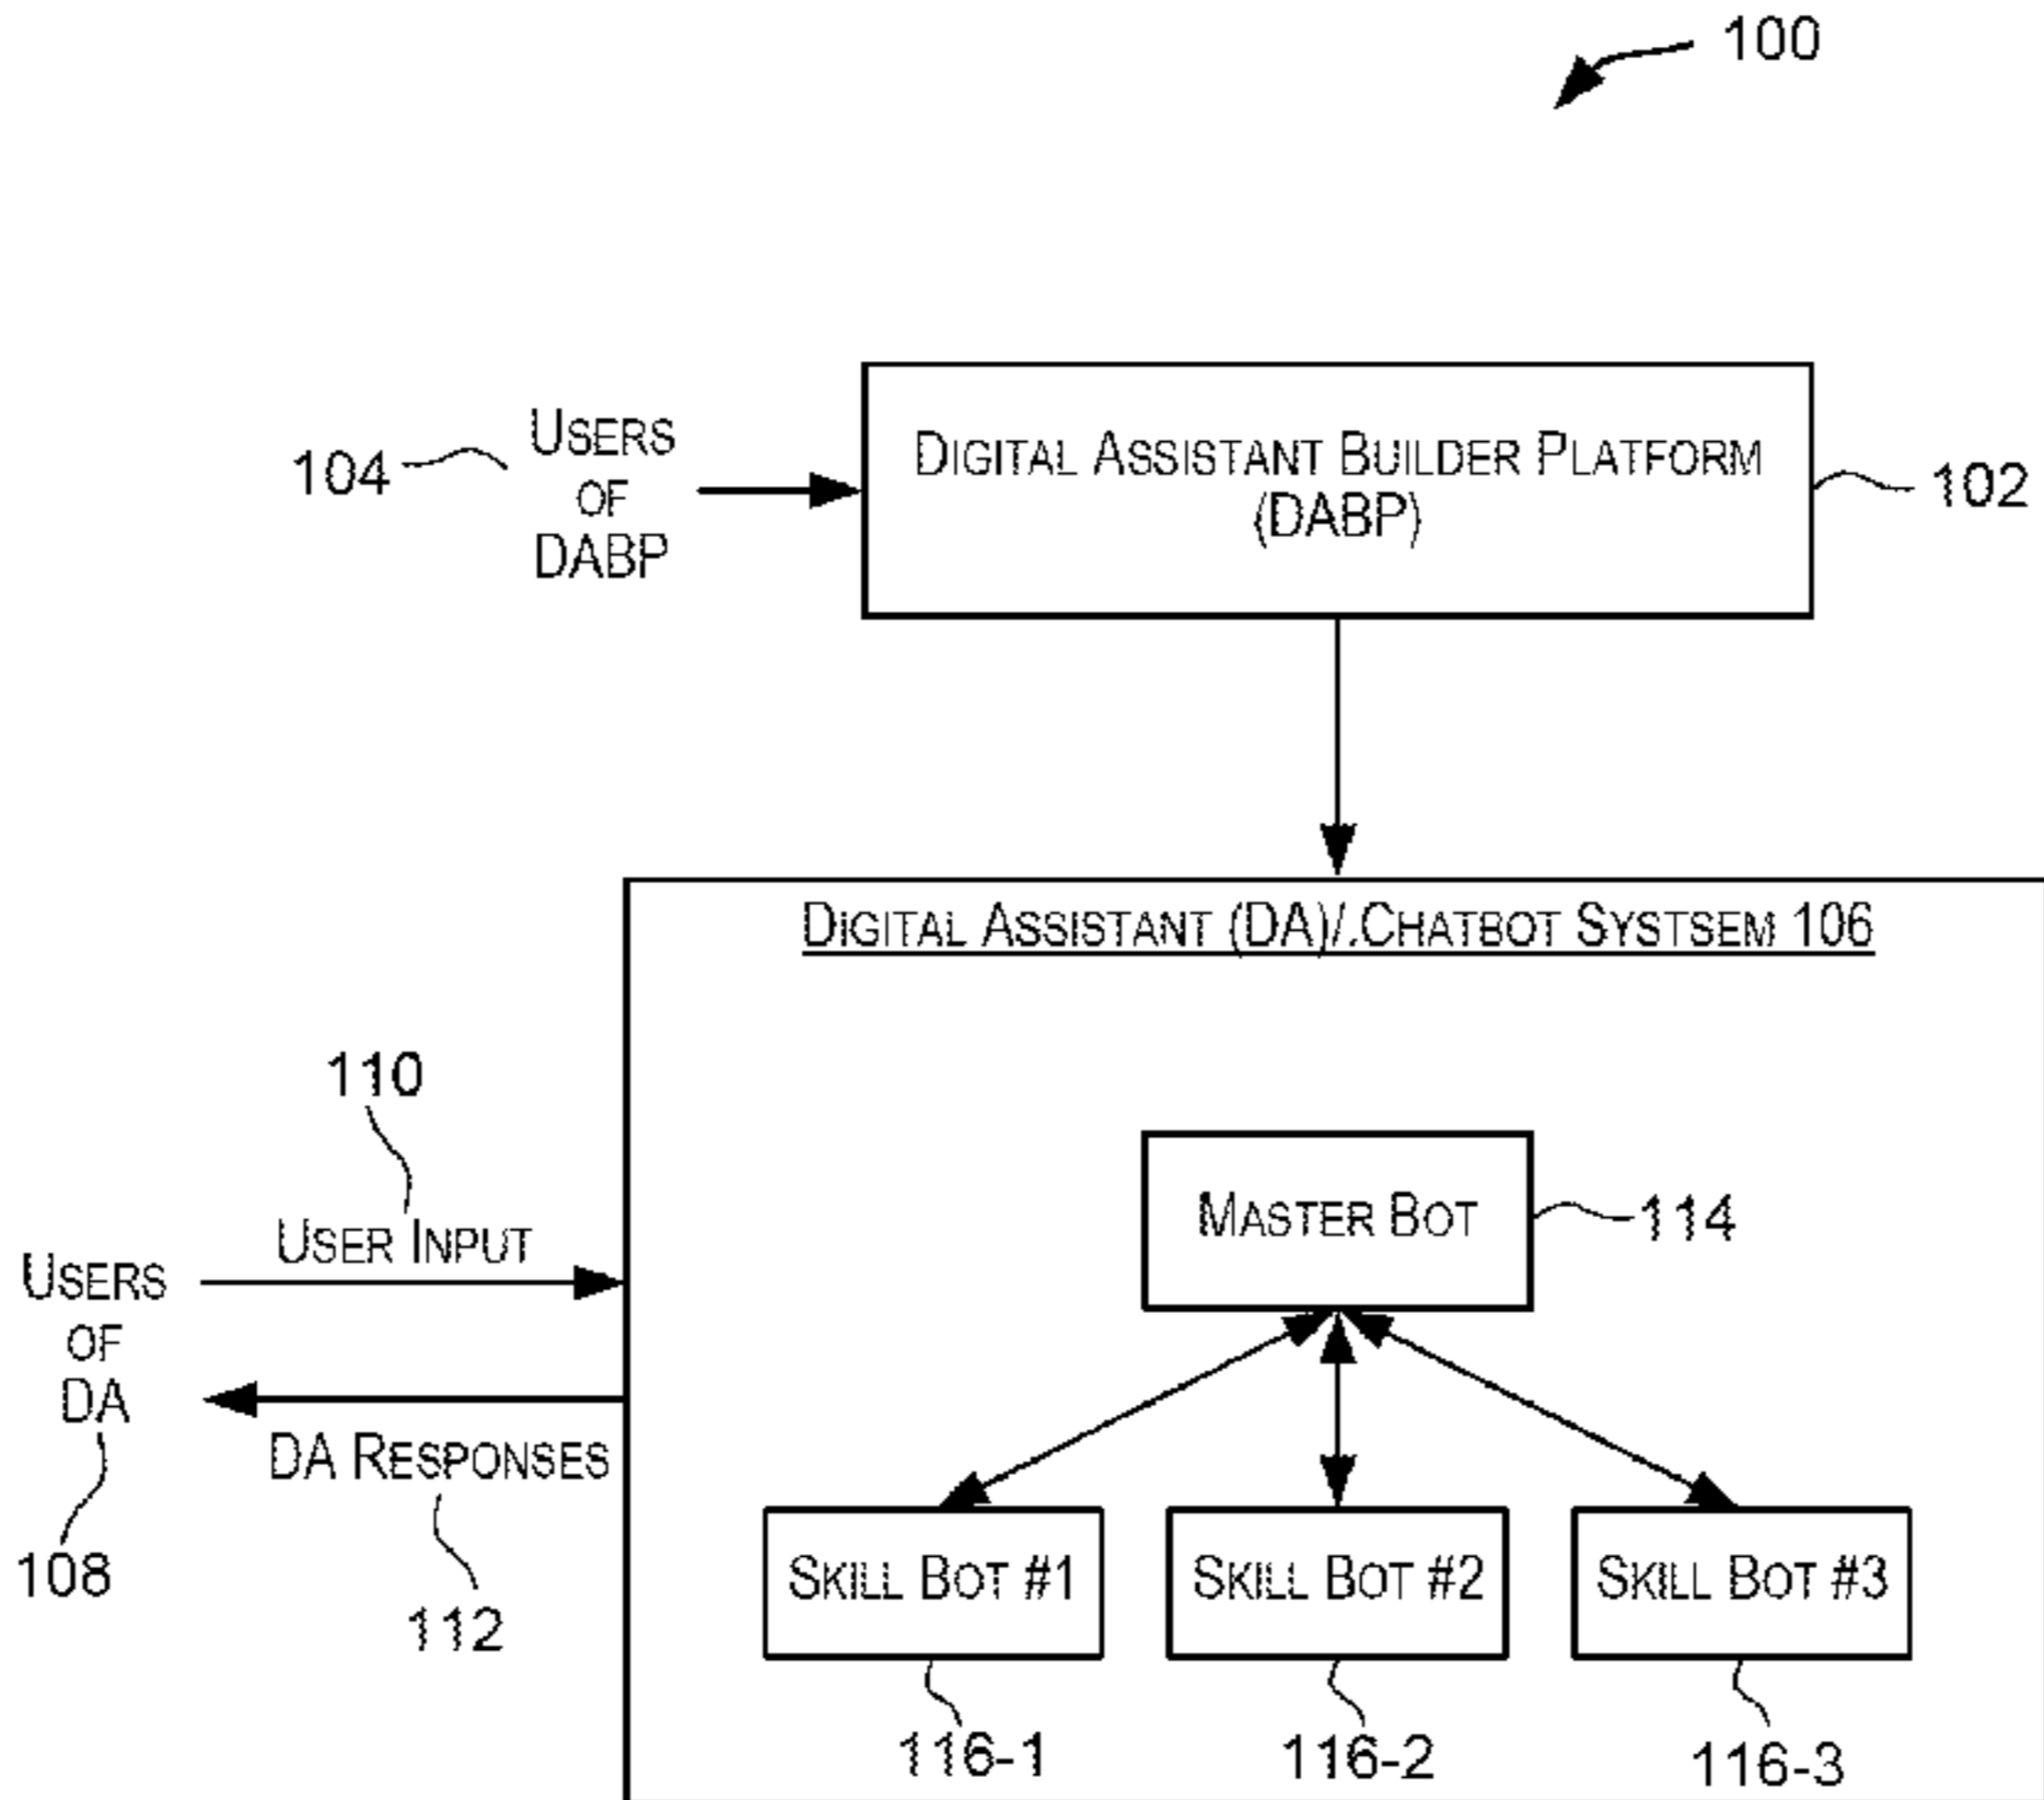 100
USERS
OF
DABP
104
DIGITAL ASSISTANT BUILDER PLATFORM
(DABP)
102
DIGITAL ASSISTANT (DA)/.CHATBOT SYSTSEM 106
110
USER INPUT
USERS
OF
DA
108
DA RESPONSES
112
MASTER BOT
114
SKILL BOT #1
SKILL BOT #2
SKILL BOT #3
116-1
116-2
116-3